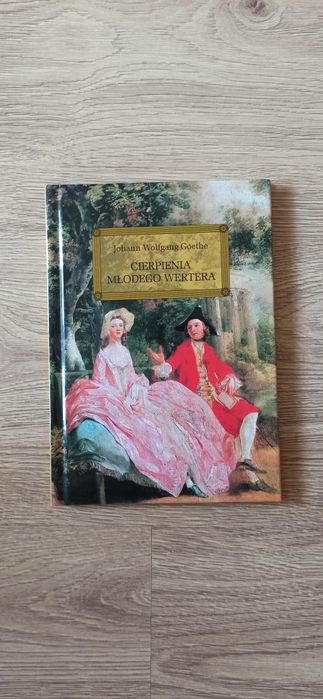 Johann Wolfgang Goethe
CIERPIENIA
MŁODEGO WERTERA